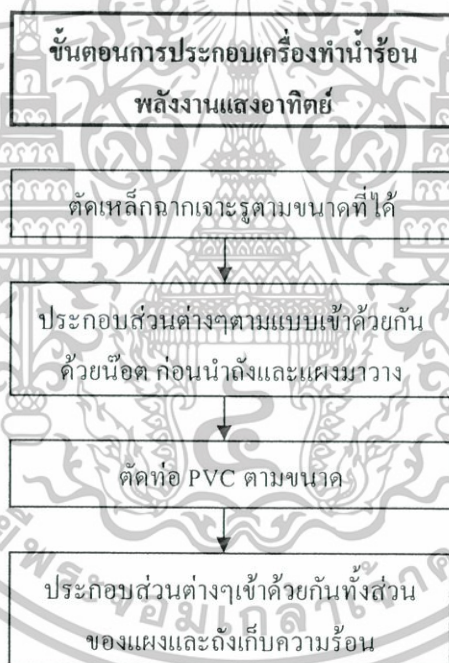 ขั้นตอนการประกอบเครื่องทำน้ำร้อน
พลังงานแสงอาทิตย์
ตัดเหล็กฉากเจาะรูตามขนาดที่ได้
ประกอบส่วนต่างๆตามแบบเข้าด้วยกัน
ด้วยน๊อต ก่อนนำถังและแผงมาวาง
ตัดท่อ PVC ตามขนาด
ประกอบส่วนต่างๆเข้าด้วยกันทั้งส่วน
ของแผงและถังเก็บความร้อน